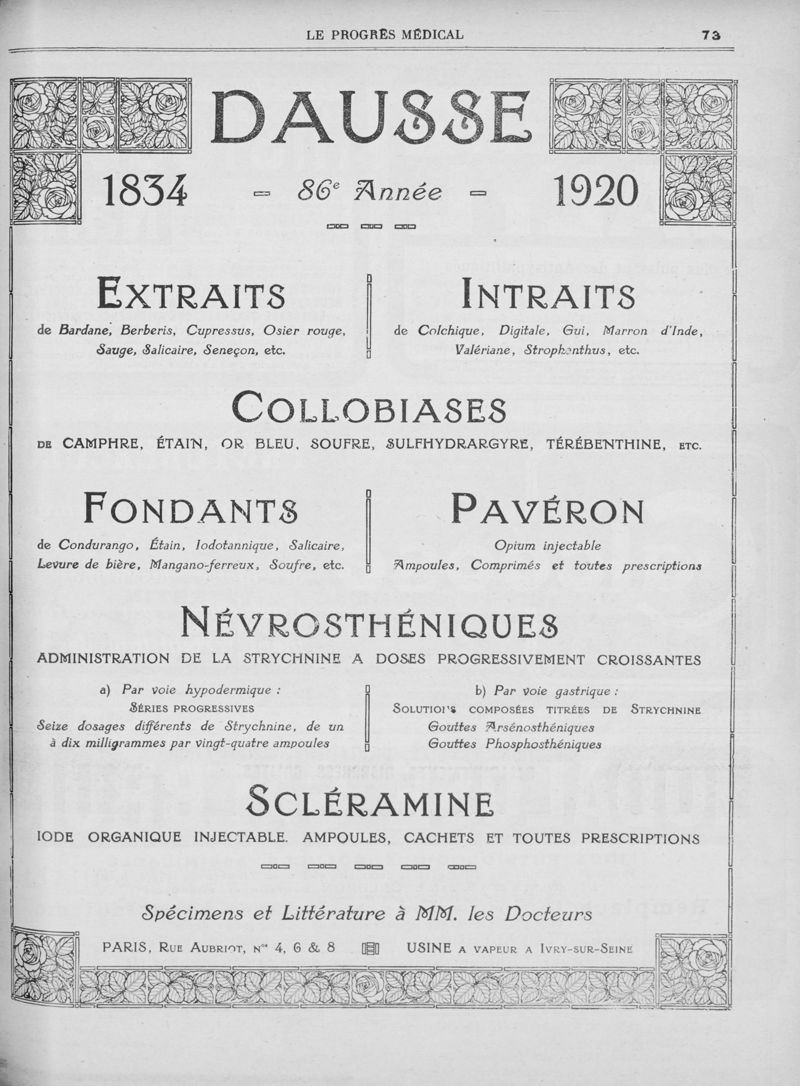 LE PROGRÈS MÉDICAL 73
DAUSSE
1834 — 86e Année — 1920
EXTRAITS
de Bardane, Berberis, Cupressus, Osier rouge,
Sauge, Salicaire, Seneçon, etc.
INTRAITS
de Colchique, Digitale, Gui, Marron d'Inde,
Valériane, Strophanthus, etc.
COLLOBIASES
DE CAMPHRE, ÉTAIN, OR BLEU, SOUFRE, SULFHYDRARGYRE, TÉRÉBENTHINE, ETC.
FONDANTS
de Condurango, Étain, Iodotannique, Salicaire,
Levure de bière, Mangano-ferreux, Soufre, etc.
PAVÉRON
Opium injectable
Ampoules, Comprimés et toutes prescriptions
NÉVROSTHÉNIQUES
ADMINISTRATION DE LA STRYCHNINE A DOSES PROGRESSIVEMENT CROISSANTES
a) Par voie hypodermique :
SÉRIES PROGRESSIVES
Seize dosages différents de Strychnine, de un
à dix milligrammes par vingt-quatre ampoules
b) Par voie gastrique :
SOLUTIONS COMPOSÉES TITRÉES DE STRYCHNINE
Gouttes Arsénosthéniques
Gouttes Phosphosthéniques
SCLÉRAMINE
IODE ORGANIQUE INJECTABLE. AMPOULES, CACHETS ET TOUTES PRESCRIPTIONS
Spécimens et Littérature à MM. les Docteurs
PARIS, RUE AUBRIOT, Nos 4, 6 & 8 USINE A VAPEUR A IVRY-SUR-SEINE